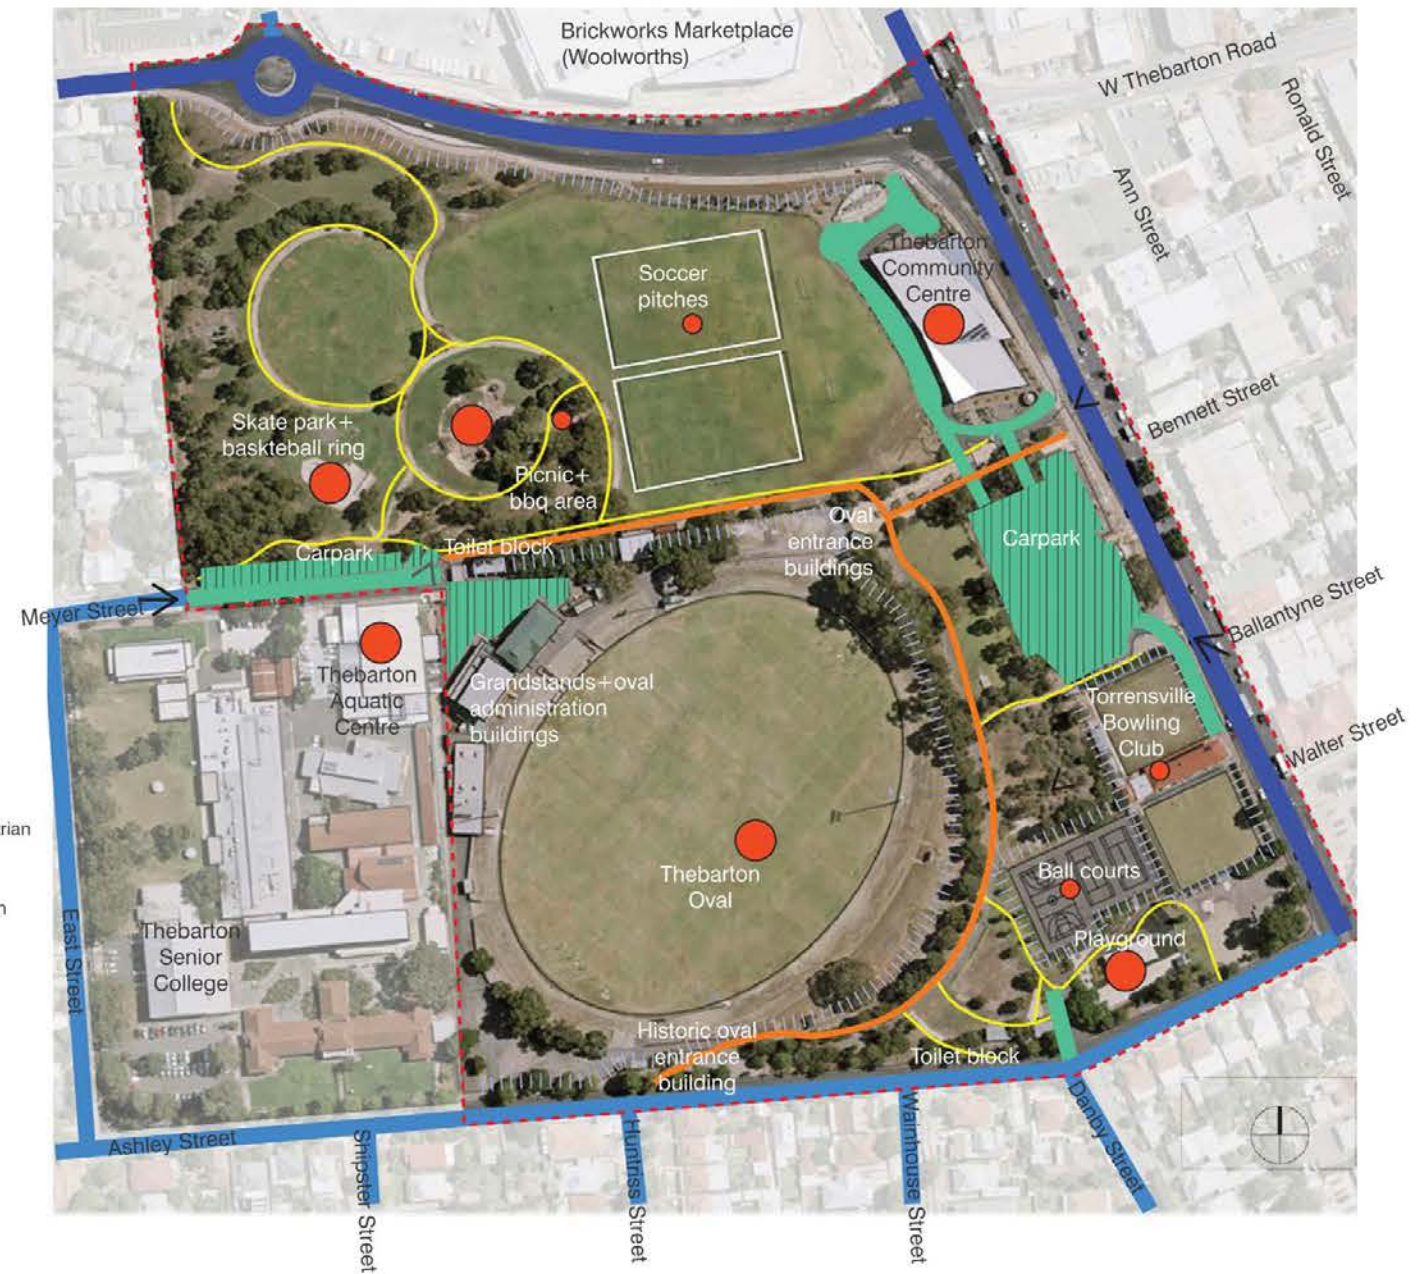 Brickworks Marketplace
(Woolworths)
W Thebarton Road
Ronald Street
Ann Street
Thebarton
Community
Centre
Soccer
pitches
Bennett Street
Skate park+
baskteball ring
Picnic+
bbq area
Oval
entrance
buildings
Carpark
Carpark
Toilet block
Meyer Street
Ballantyne Street
Thebarton
Aquatic
Centre
Grandstands+oval
administration
buildings
Torrensville
Bowling
Club
Walter Street
rian
Thebarton
Oval
Ball courts
n
East Street
Thebarton
Senior
College
Playground
Historic oval
entrance
building
Toilet block
Ashley Street
Shipster Street
Huntriss Street
Wainhouse Street
Danby Street